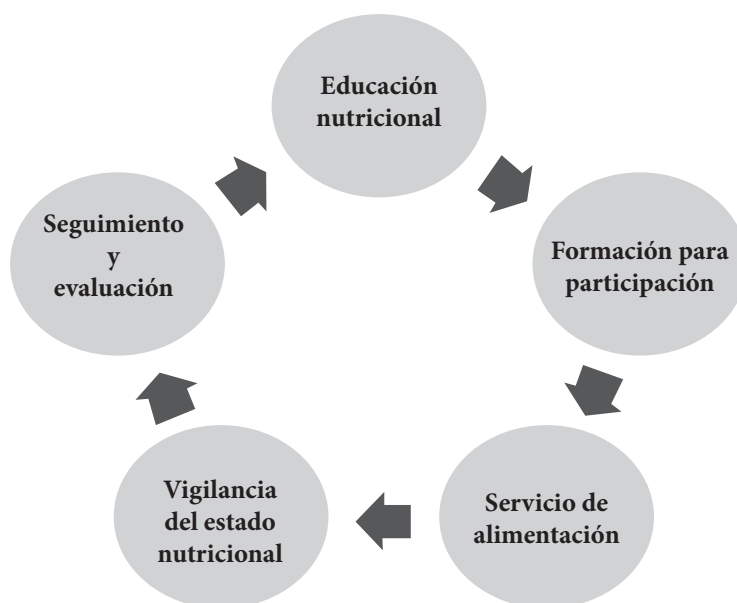 Educación
nutricional
Formación para
participación
Servicio de
alimentación
Vigilancia
del estado
nutricional
Seguimiento
y
evaluación